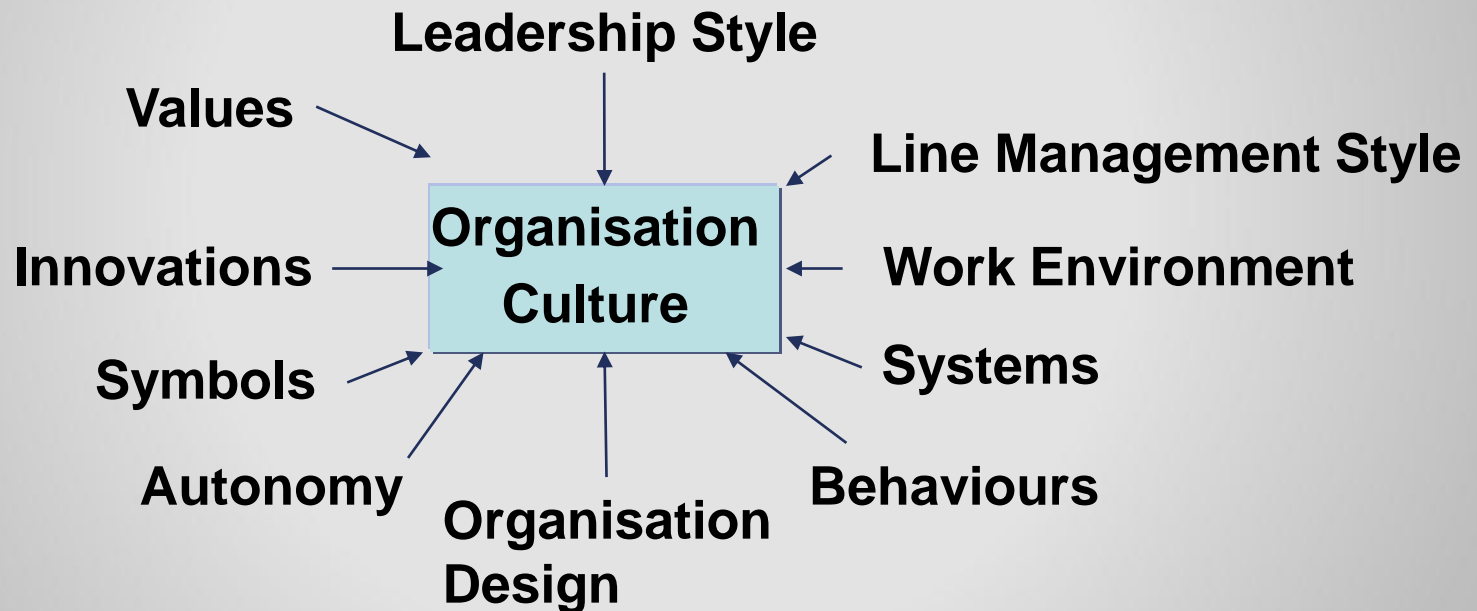 Leadership Style
Values
Line Management Style
Organisation
Culture
Innovations
Work Environment
Symbols
Systems
Autonomy
Behaviours
Organisation
Design